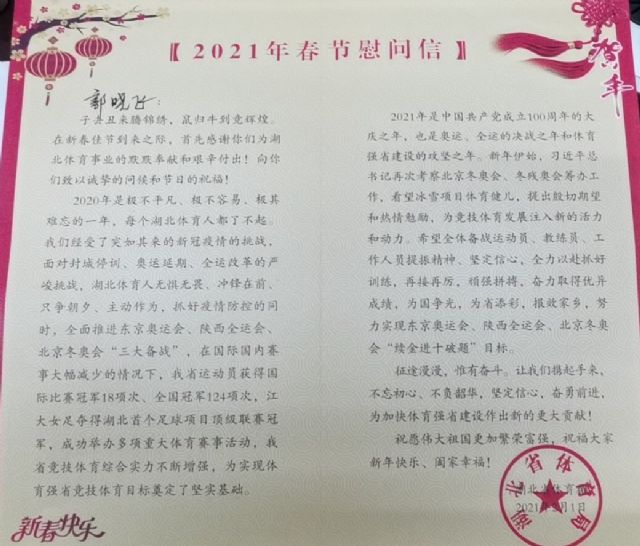 【2021年春节慰问信】
贺年
郭晓飞:
子去丑来腾锦绣,鼠归牛到竞辉煌。
在新春佳节到来之际,首先感谢你们为湖
北体育事业的默默奉献和艰辛付出!向你
们致以诚挚的问候和节日的祝福!
2020年是极不平凡、极不容易、极其
难忘的一年,每个湖北体育人都了不起。
我们经受了突如其来的新冠疫情的挑战,
面对封城停训、奥运延期、全运改革的严
峻挑战,湖北体育人无惧无畏、冲锋在前、
只争朝夕、主动作为,抓好疫情防控的同
时,全面推进东京奥运会、陕西全运会、
北京冬奥会“三大备战”,在国际国内赛
事大幅减少的情况下,我省运动员获得国
际比赛冠军18项次、全国冠军124项次,江
大女足夺得湖北首个足球项目顶级联赛冠
军,成功举办多项重大体育赛事活动,我
省竞技体育综合实力不断增强,为实现体
育强省竞技体育目标奠定了坚实基础。
2021年是中国共产党成立100周年的大
庆之年,也是奥运、全运的决战之年和体育
强省建设的攻坚之年。新年伊始,习近平总
书记再次考察北京冬奥会、冬残奥会筹办工
作,看望冰雪项目体育健儿,提出殷切期望
和热情勉励,为竞技体育发展注入新的活力
和动力。希望全体备战运动员、教练员、工
作人员提振精神、坚定信心,全力以赴抓好
训练,再接再厉,顽强拼搏,奋力取得优异
成绩,为国争光,为省添彩,报效家乡,努
力实现东京奥运会、陕西全运会、北京冬奥
会“续金进十破题”目标。
征途漫漫,惟有奋斗。让我们携起手来,
不忘初心、不负韶华,坚定信心,奋勇前进,
为加快体育强省建设作出新的更大贡献!
祝愿伟大祖国更加繁荣富强,祝福大家
新年快乐、阖家幸福!
湖北省体育局
2021年2月1日
湖北省体育局
新春快乐